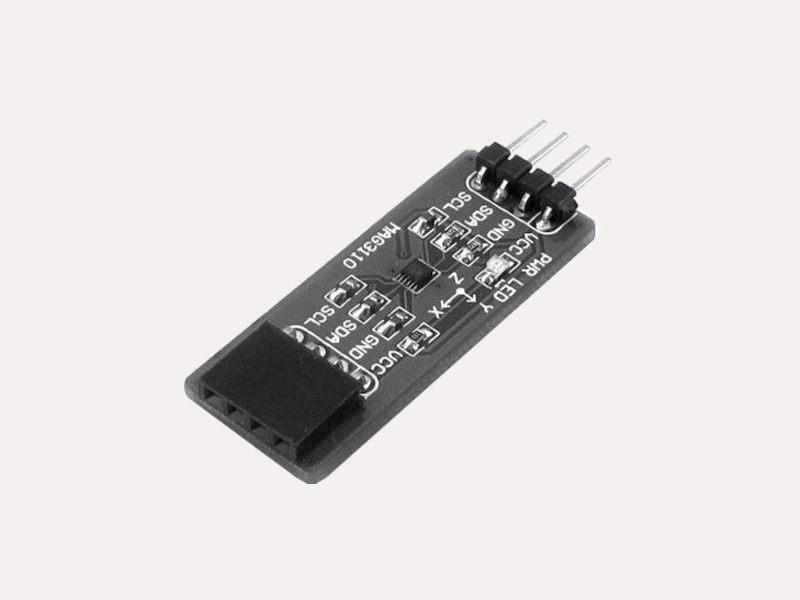 SCL
SDA
GND
VCC
MAG3110
PWR LED
Z
Y
X
SCL
SDA
GND
VCC